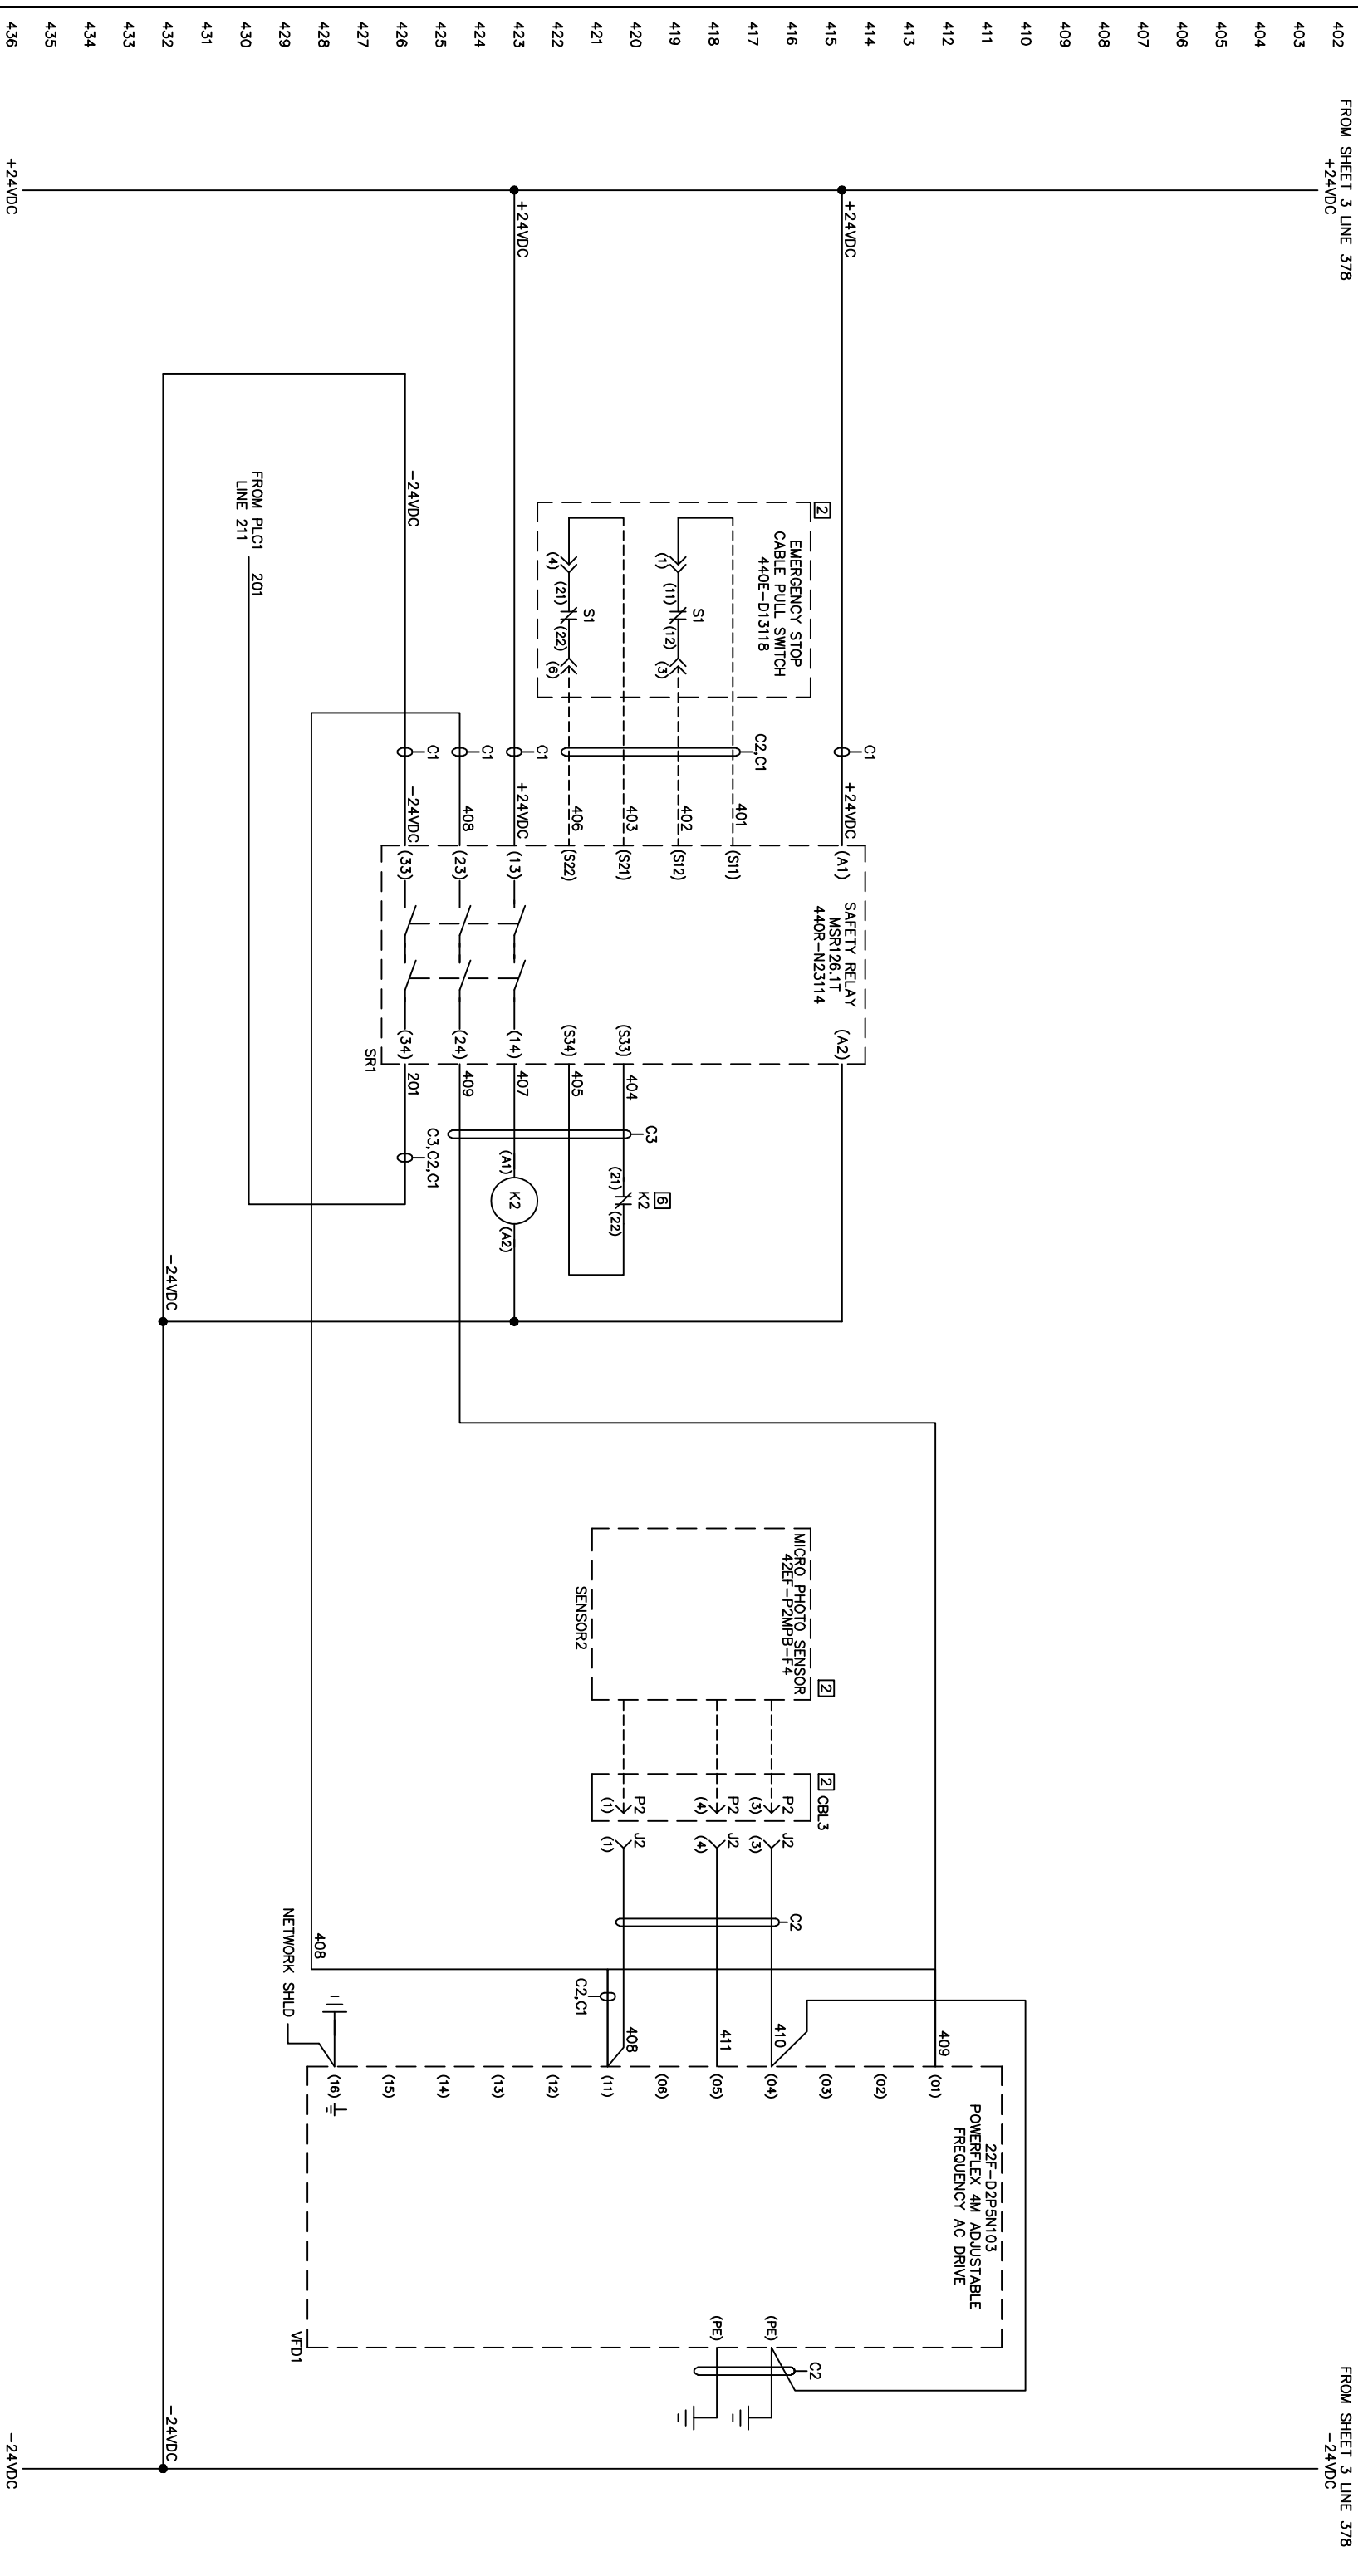 402
403
404
405
406
407
408
409
410
411
412
413
414
415
416
417
418
419
420
421
422
423
424
425
426
427
428
429
430
431
432
433
434
435
436
FROM SHEET 3 LINE 378
+24VDC
FROM SHEET 3 LINE 378
-24VDC
+24VDC
C1
+24VDC
(A1)
(A2)
SAFETY RELAY
MSR126.1T
440R-N23114
2
EMERGENCY STOP
CABLE PULL SWITCH
440E-D13118
S1
(1)
(11)
(12)
(3)
S1
(4)
(21)
(22)
(6)
C2,C1
401
(S11)
402
(S12)
403
(S21)
406
(S22)
(S33)
404
(S34)
405
C3
6
K2
(21)
(22)
+24VDC
C1
+24VDC
(13)
(14)
407
(A1)
K2
(A2)
C1
408
(23)
(24)
409
-24VDC
C1
-24VDC
(33)
(34)
201
C3,C2,C1
SR1
FROM PLC1
LINE 211
201
-24VDC
-24VDC
MICRO PHOTO SENSOR
42EF-P2MPB-F4
2
SENSOR2
2
CBL3
P2
(3)
J2
(3)
P2
(4)
J2
(4)
P2
(1)
J2
(1)
C2
410
411
408
C2,C1
408
409
NETWORK SHLD
22F-D2P5N103
POWERFLEX 4M ADJUSTABLE
FREQUENCY AC DRIVE
(01)
(02)
(03)
(04)
(05)
(06)
(11)
(12)
(13)
(14)
(15)
(16)
(PE)
(PE)
C2
VFD1
+24VDC
-24VDC